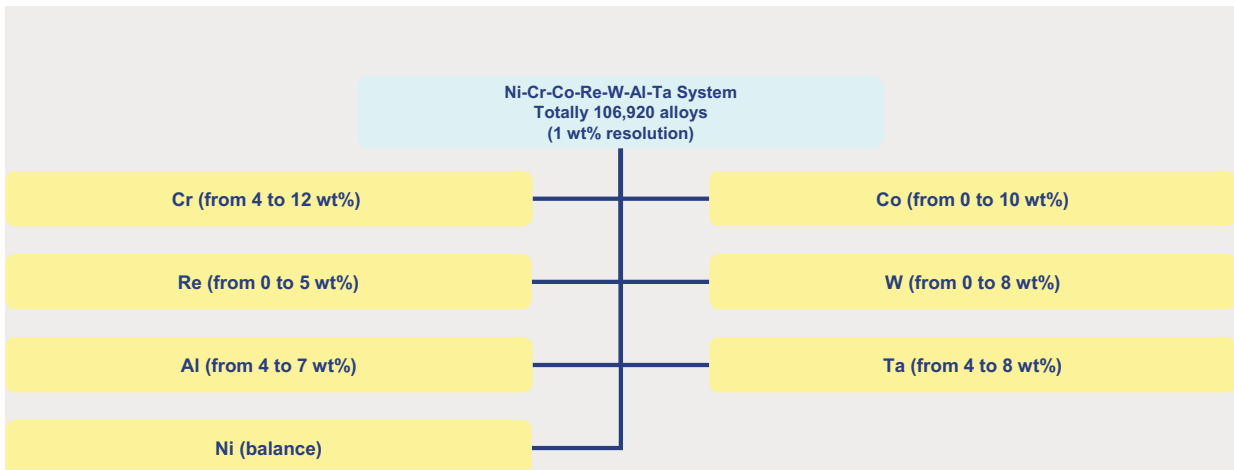 Ni-Cr-Co-Re-W-Al-Ta System
Totally 106,920 alloys
(1 wt% resolution)
Cr (from 4 to 12 wt%)
Co (from 0 to 10 wt%)
Re (from 0 to 5 wt%)
W (from 0 to 8 wt%)
Al (from 4 to 7 wt%)
Ta (from 4 to 8 wt%)
Ni (balance)